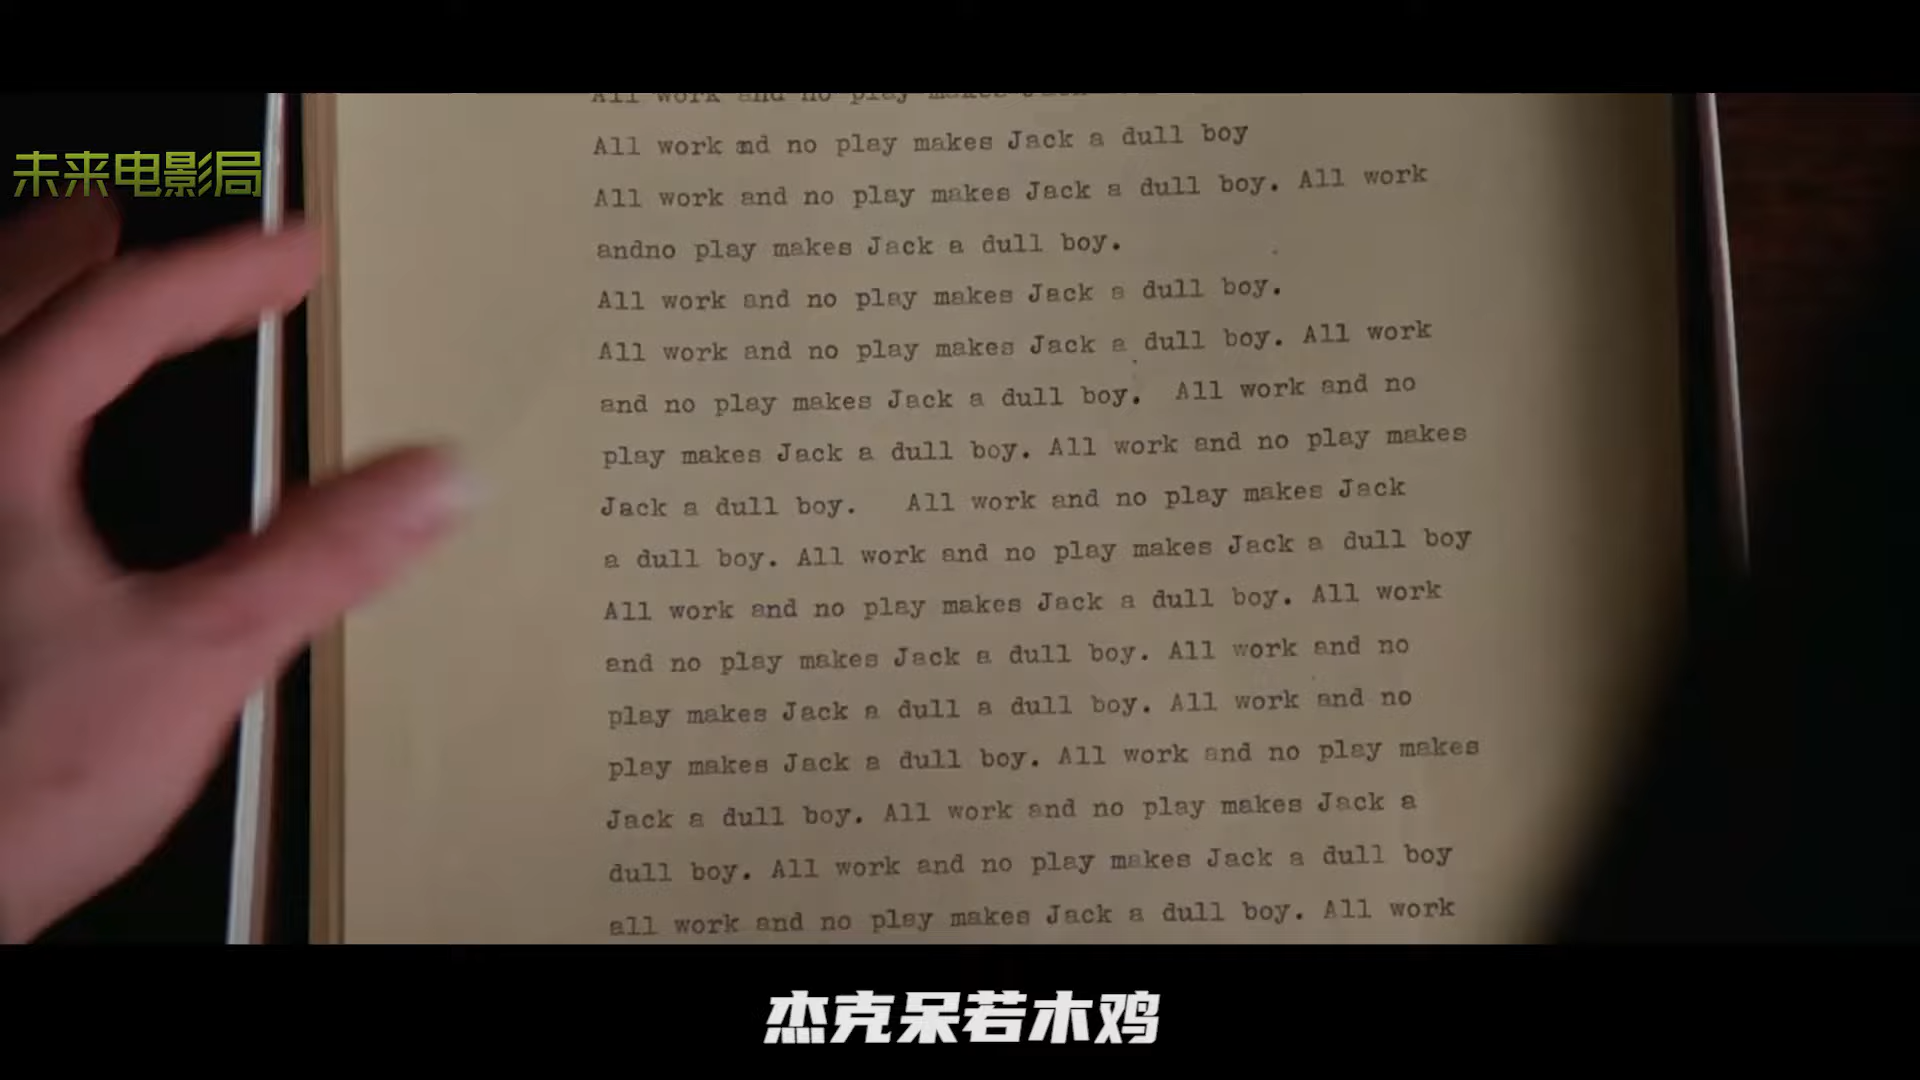 All work and no play makes
未来电影局
All work and no play makes Jack a dull boy
All work and no play makes Jack a dull boy. All work
andno play makes Jack a dull boy.
All work and no play makes Jack a dull boy.
All work and no play makes Jack a dull boy. All work
and no play makes Jack a dull boy. All work and no
play makes Jack a dull boy. All work and no play makes
Jack a dull boy. All work and no play makes Jack
a dull boy. All work and no play makes Jack a dull boy
All work and no play makes Jack a dull boy. All work
and no play makes Jack a dull boy. All work and no
play makes Jack a dull a dull boy. All work and no
play makes Jack a dull boy. All work and no play makes
Jack a dull boy. All work and no play makes Jack a
dull boy. All work and no play makes Jack a dull boy
all work and no play makes Jack a dull boy. All work
杰克呆若木鸡